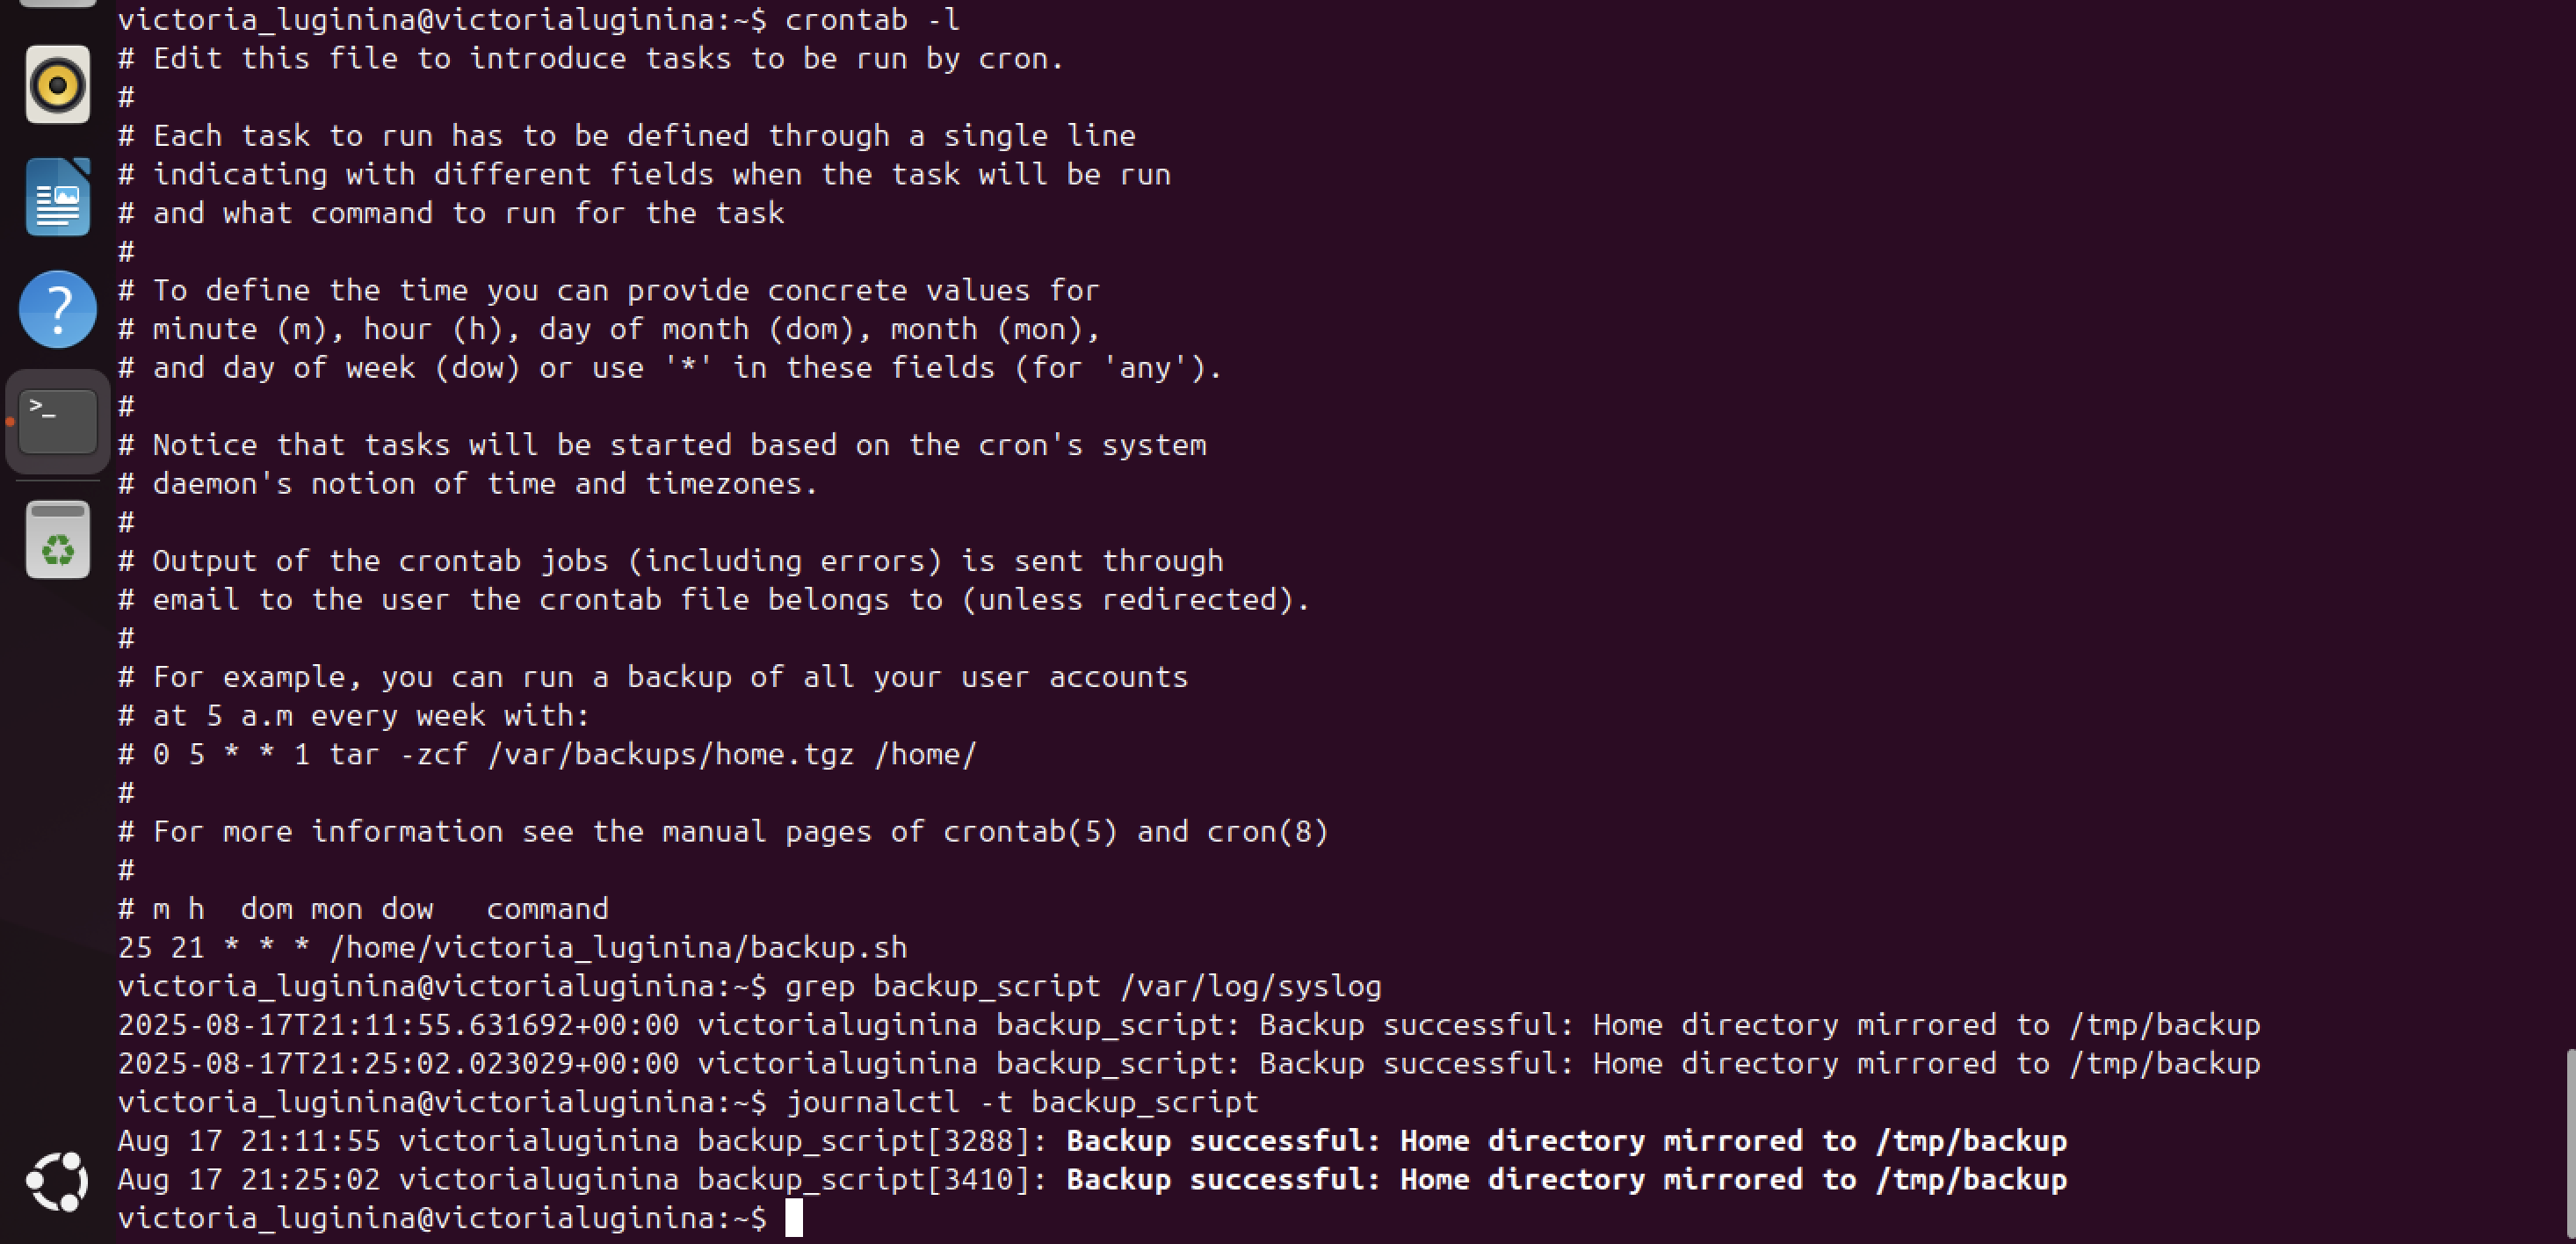 victoria_luginina@victorialuginina:~$ crontab -l
# Edit this file to introduce tasks to be run by cron.
#
# Each task to run has to be defined through a single line
# indicating with different fields when the task will be run
# and what command to run for the task
#
# To define the time you can provide concrete values for
# minute (m), hour (h), day of month (dom), month (mon),
# and day of week (dow) or use '*' in these fields (for 'any').
#
# Notice that tasks will be started based on the cron's system
# daemon's notion of time and timezones.
#
# Output of the crontab jobs (including errors) is sent through
# email to the user the crontab file belongs to (unless redirected).
#
# For example, you can run a backup of all your user accounts
# at 5 a.m every week with:
# 0 5 * * 1 tar -zcf /var/backups/home.tgz /home/
#
# For more information see the manual pages of crontab(5) and cron(8)
#
# m h  dom mon dow   command
25 21 * * * /home/victoria_luginina/backup.sh
victoria_luginina@victorialuginina:~$ grep backup_script /var/log/syslog
2025-08-17T21:11:55.631692+00:00 victorialuginina backup_script: Backup successful: Home directory mirrored to /tmp/backup
2025-08-17T21:25:02.023029+00:00 victorialuginina backup_script: Backup successful: Home directory mirrored to /tmp/backup
victoria_luginina@victorialuginina:~$ journalctl -t backup_script
Aug 17 21:11:55 victorialuginina backup_script[3288]: Backup successful: Home directory mirrored to /tmp/backup
Aug 17 21:25:02 victorialuginina backup_script[3410]: Backup successful: Home directory mirrored to /tmp/backup
victoria_luginina@victorialuginina:~$